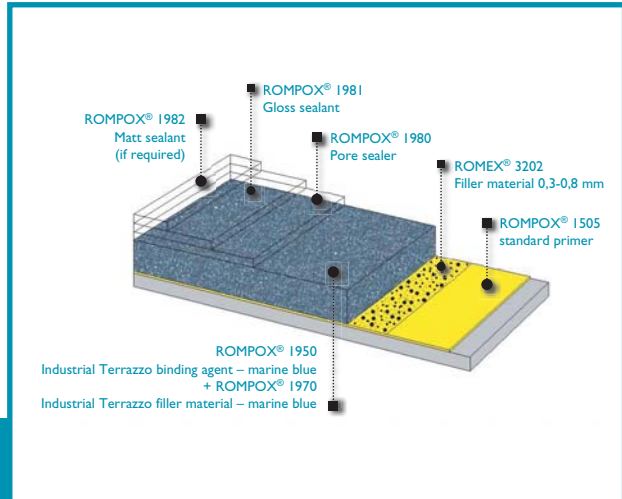 ROMPOX® 1981
Gloss sealant
ROMPOX® 1982
Matt sealant
(if required)
ROMPOX® 1980
Pore sealer
ROMEX® 3202
Filler material 0,3-0,8 mm
ROMPOX® 1505
standard primer
ROMPOX® 1950
Industrial Terrazzo binding agent – marine blue
+ ROMPOX® 1970
Industrial Terrazzo filler material – marine blue